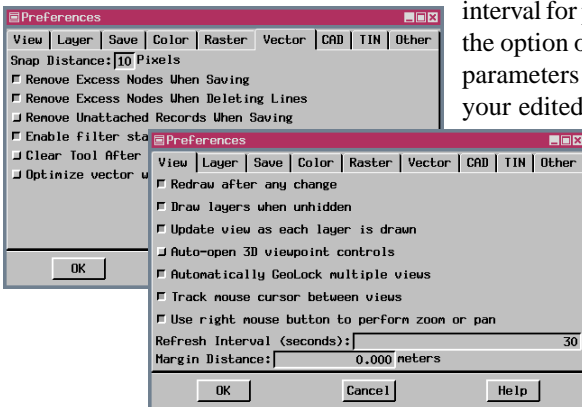 Preferences
View Layer Save Color Raster Vector CAD TIN Other
Snap Distance: 10 Pixels
Remove Excess Nodes When Saving
Remove Excess Nodes When Deleting Lines
Remove Unattached Records When Saving
Enable filter sta
Clear Tool After
Optimize vector w
OK
interval for
the option
parameters
your edited
Preferences
View Layer Save Color Raster Vector CAD TIN Other
Redraw after any change
Draw layers when unhidden
Update view as each layer is drawn
Auto-open 3D viewpoint controls
Automatically GeoLock multiple views
Track mouse cursor between views
Use right mouse button to perform zoom or pan
Refresh Interval (seconds): 30
Margin Distance: 0.000 meters
OK Cancel Help